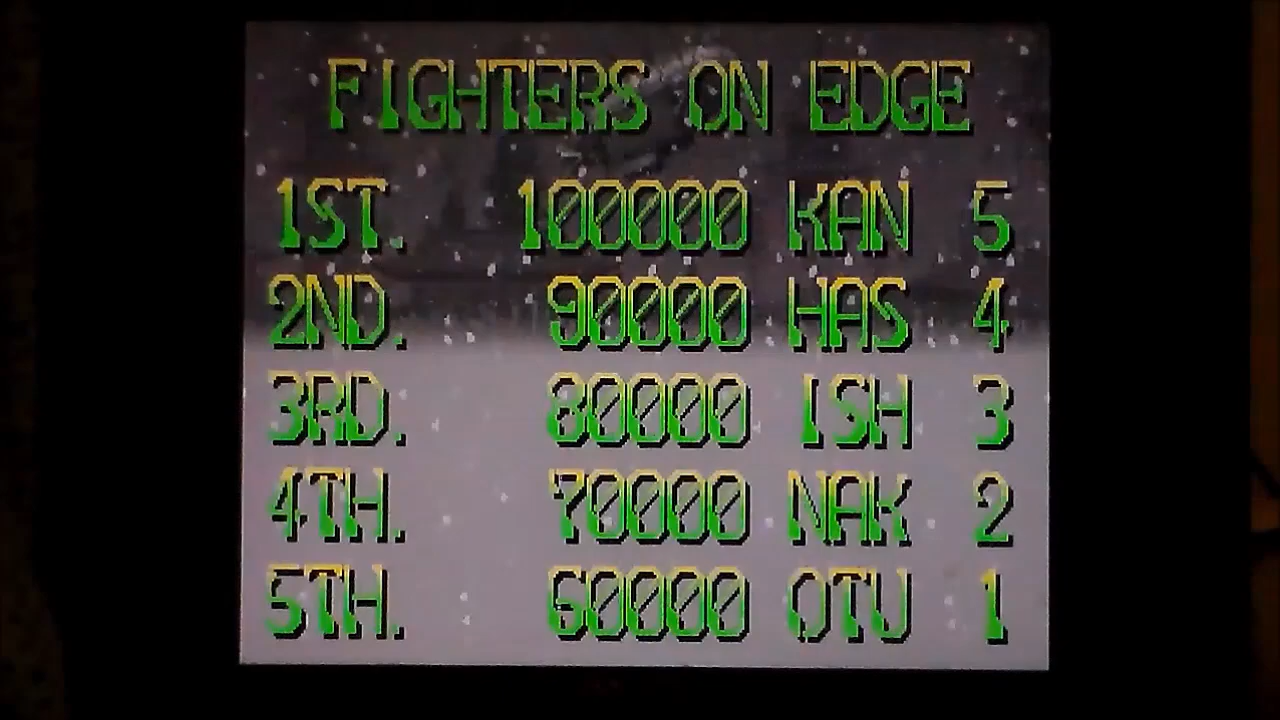 FIGHTERS ON EDGE
1ST. 100000 KAN 5
2ND. 90000 HAS 4
3RD. 80000 ISH 3
4TH. 70000 NAK 2
5TH. 60000 OTU 1